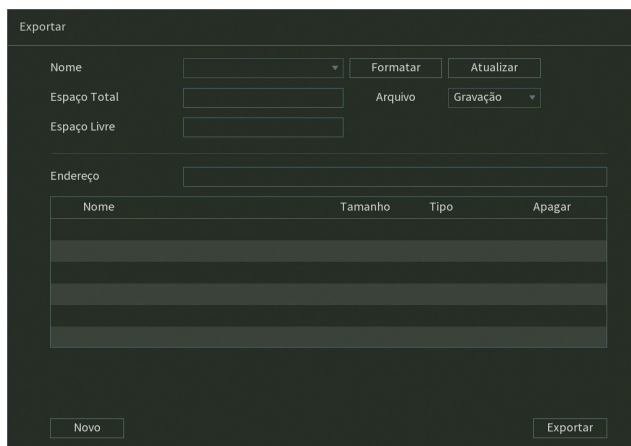 Exportar
Nome Formatar Atualizar
Espaço Total Arquivo Gravação
Espaço Livre
Endereço
Nome Tamanho Tipo Apagar
Novo Exportar